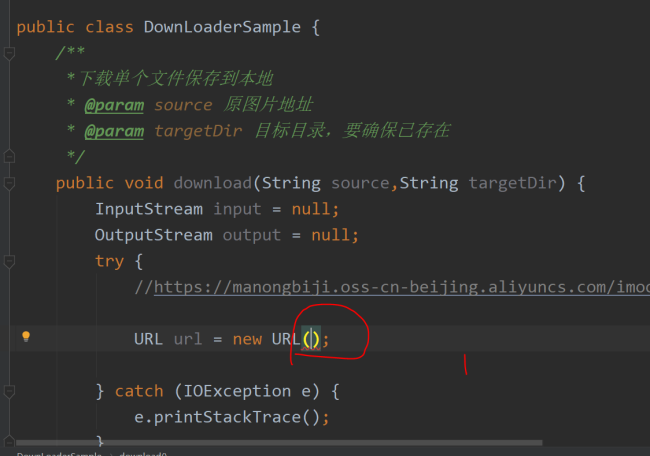 public class DownLoaderSample {
/**
*下载单个文件保存到本地
* @param source 原图片地址
* @param targetDir 目标目录，要确保已存在
*/
public void download(String source,String targetDir) {
InputStream input = null;
OutputStream output = null;
try {
//https://manongbiji.oss-cn-beijing.aliyuncs.com/imoo
URL url = new URL();
} catch (IOException e) {
e.printStackTrace();
}
DownLoaderSample › download()